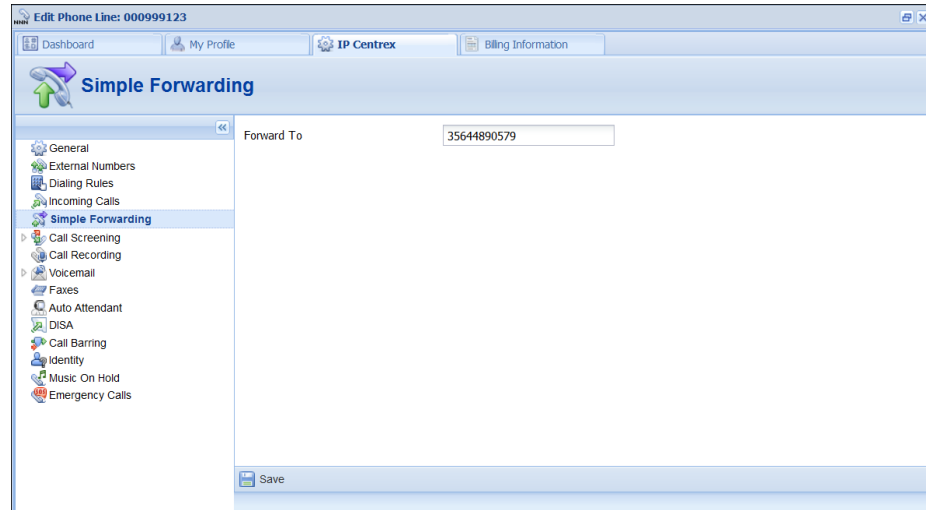 NNN Edit Phone Line: 000999123
Dashboard My Profile IP Centrex Billing Information
Simple Forwarding
General
External Numbers
Dialing Rules
Incoming Calls
Simple Forwarding
Call Screening
Call Recording
Voicemail
Faxes
Auto Attendant
DISA
Call Barring
Identity
Music On Hold
Emergency Calls
Forward To 35644890579
Save